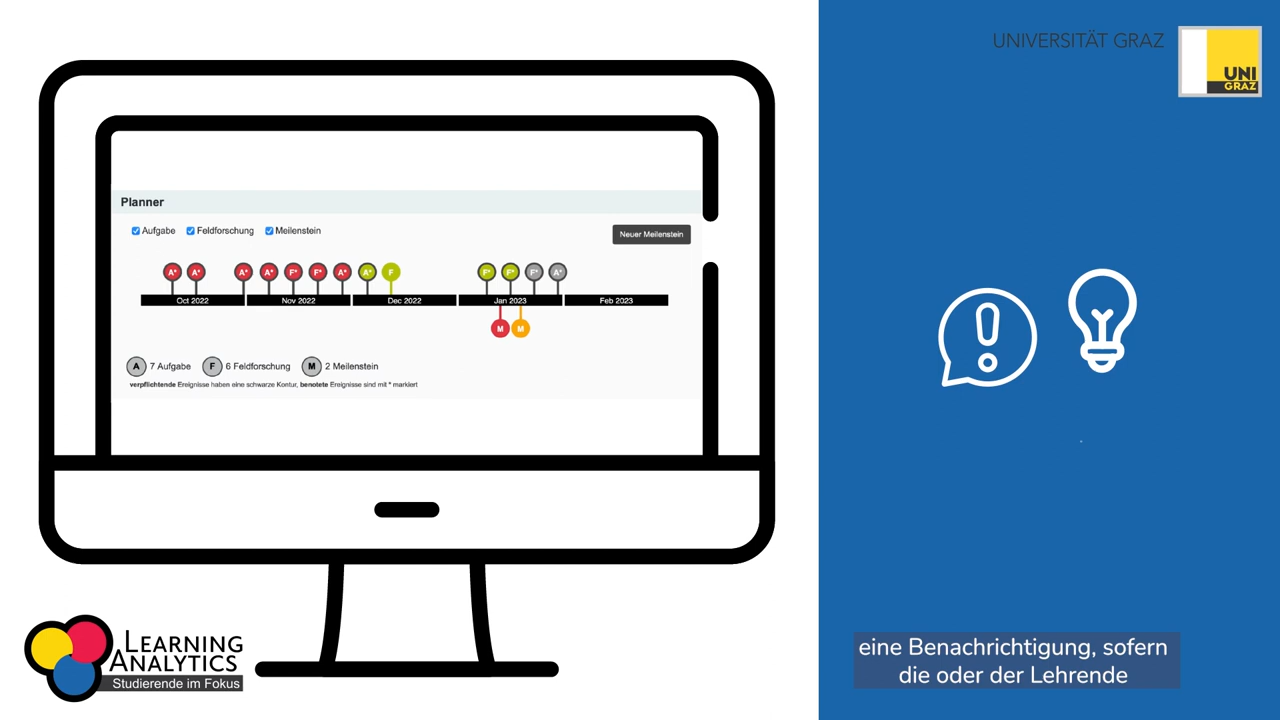 UNIVERSITÄT GRAZ
UNI
GRAZ
Planner
Aufgabe Feldforschung Meilenstein
Neuer Meilenstein
A* A* A* A* F* F* A* A* F F* F* F* A*
Oct 2022 Nov 2022 Dec 2022 Jan 2023 Feb 2023
M M
A 7 Aufgabe F 6 Feldforschung M 2 Meilenstein
verpflichtende Ereignisse haben eine schwarze Kontur, benotete Ereignisse sind mit * markiert
LEARNING
ANALYTICS
Studierende im Fokus
eine Benachrichtigung, sofern
die oder der Lehrende